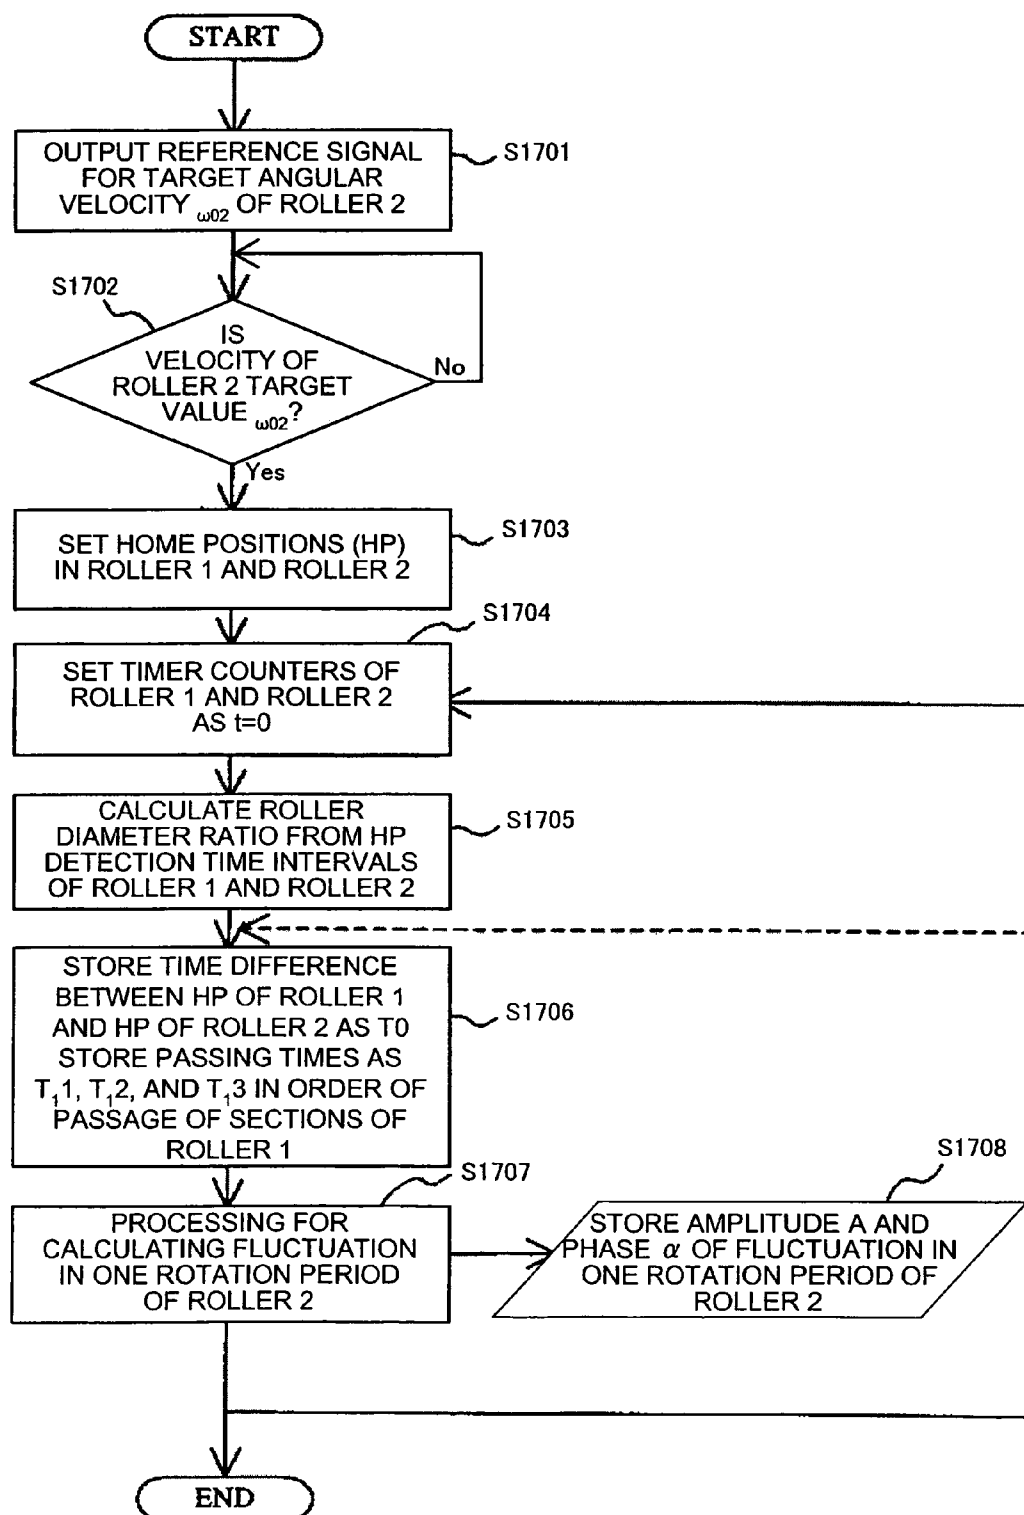 START
OUTPUT REFERENCE SIGNAL
FOR TARGET ANGULAR
VELOCITY ω02 OF ROLLER 2
S1701
S1702
IS
VELOCITY OF
ROLLER 2 TARGET
VALUE ω02?
No
Yes
SET HOME POSITIONS (HP)
IN ROLLER 1 AND ROLLER 2
S1703
S1704
SET TIMER COUNTERS OF
ROLLER 1 AND ROLLER 2
AS t=0
CALCULATE ROLLER
DIAMETER RATIO FROM HP
DETECTION TIME INTERVALS
OF ROLLER 1 AND ROLLER 2
S1705
STORE TIME DIFFERENCE
BETWEEN HP OF ROLLER 1
AND HP OF ROLLER 2 AS T0
STORE PASSING TIMES AS
T₁1, T₁2, AND T₁3 IN ORDER OF
PASSAGE OF SECTIONS OF
ROLLER 1
S1706
S1707
PROCESSING FOR
CALCULATING FLUCTUATION
IN ONE ROTATION PERIOD
OF ROLLER 2
S1708
STORE AMPLITUDE A AND
PHASE α OF FLUCTUATION IN
ONE ROTATION PERIOD OF
ROLLER 2
END